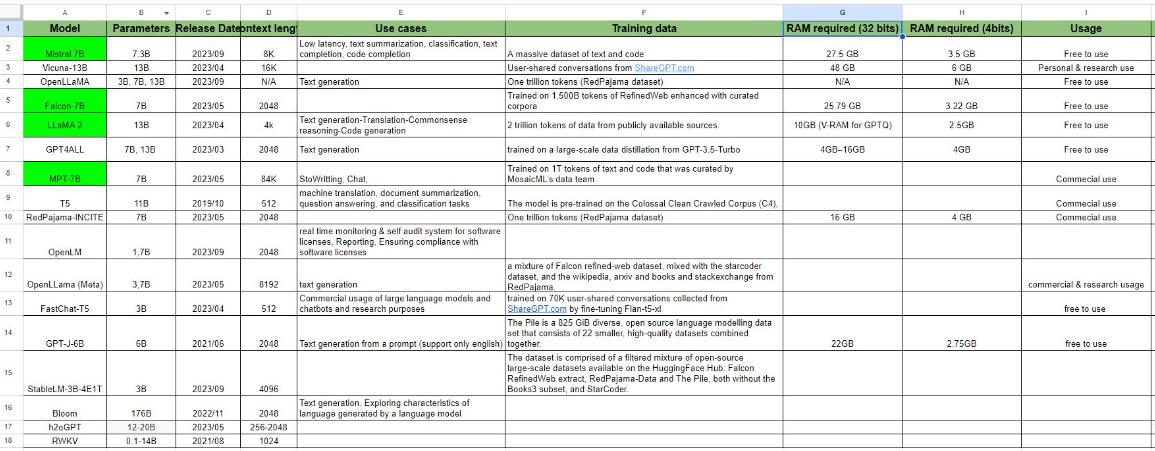 A B C D E F G H I
1 Model Parameters Release Date ontext leng Use cases Training data RAM required (32 bits) RAM required (4bits) Usage
2 Mistral 7B 7.3B 2023/09 8K Low latency, text summarization, classification, text completion, code completion A massive dataset of text and code 27.5 GB 3.5 GB Free to use
3 Vicuna-13B 13B 2023/04 16K User-shared conversations from ShareGPT.com 48 GB 6 GB Personal & research use
4 OpenLLaMA 3B, 7B, 13B 2023/09 N/A Text generation One trillion tokens (RedPajama dataset) N/A N/A Free to use
5 Falcon-7B 7B 2023/05 2048 Trained on 1,500B tokens of RefinedWeb enhanced with curated corpora 25.79 GB 3.22 GB Free to use
6 LLaMA 2 13B 2023/04 4k Text generation-Translation-Commonsense reasoning-Code generation 2 trillion tokens of data from publicly available sources. 10GB (V-RAM for GPTQ) 2.5GB Free to use
7 GPT4ALL 7B, 13B 2023/03 2048 Text generation trained on a large-scale data distillation from GPT-3.5-Turbo 4GB–16GB 4GB Free to use
8 MPT-7B 7B 2023/05 84K StoWritting, Chat, Trained on 1T tokens of text and code that was curated by MosaicML's data team Commecial use
9 T5 11B 2019/10 512 machine translation, document summarization, question answering, and classification tasks The model is pre-trained on the Colossal Clean Crawled Corpus (C4), Commecial use
10 RedPajama-INCITE 7B 2023/05 2048 One trillion tokens (RedPajama dataset) 16 GB 4 GB Commecial use
11 OpenLM 1,7B 2023/09 2048 real time monitoring & self audit system for software licenses, Reporting, Ensuring compliance with software licenses
12 OpenLLama (Meta) 3,7B 2023/05 8192 text generation a mixture of Falcon refined-web dataset, mixed with the starcoder dataset, and the wikipedia, arxiv and books and stackexchange from RedPajama. commercial & research usage
13 FastChat-T5 3B 2023/04 512 Commercial usage of large language models and chatbots and research purposes trained on 70K user-shared conversations collected from ShareGPT.com by fine-tuning Flan-t5-xl free to use
14 GPT-J-6B 6B 2021/06 2048 Text generation from a prompt (support only english) The Pile is a 825 GiB diverse, open source language modelling data set that consists of 22 smaller, high-quality datasets combined together. 22GB 2.75GB free to use
15 StableLM-3B-4E1T 3B 2023/09 4096 The dataset is comprised of a filtered mixture of open-source large-scale datasets available on the HuggingFace Hub: Falcon RefinedWeb extract, RedPajama-Data and The Pile, both without the Books3 subset, and StarCoder.
16 Bloom 176B 2022/11 2048 Text generation, Exploring characteristics of language generated by a language model
17 h2oGPT 12-20B 2023/05 256-2048
18 RWKV 0.1-14B 2021/08 1024